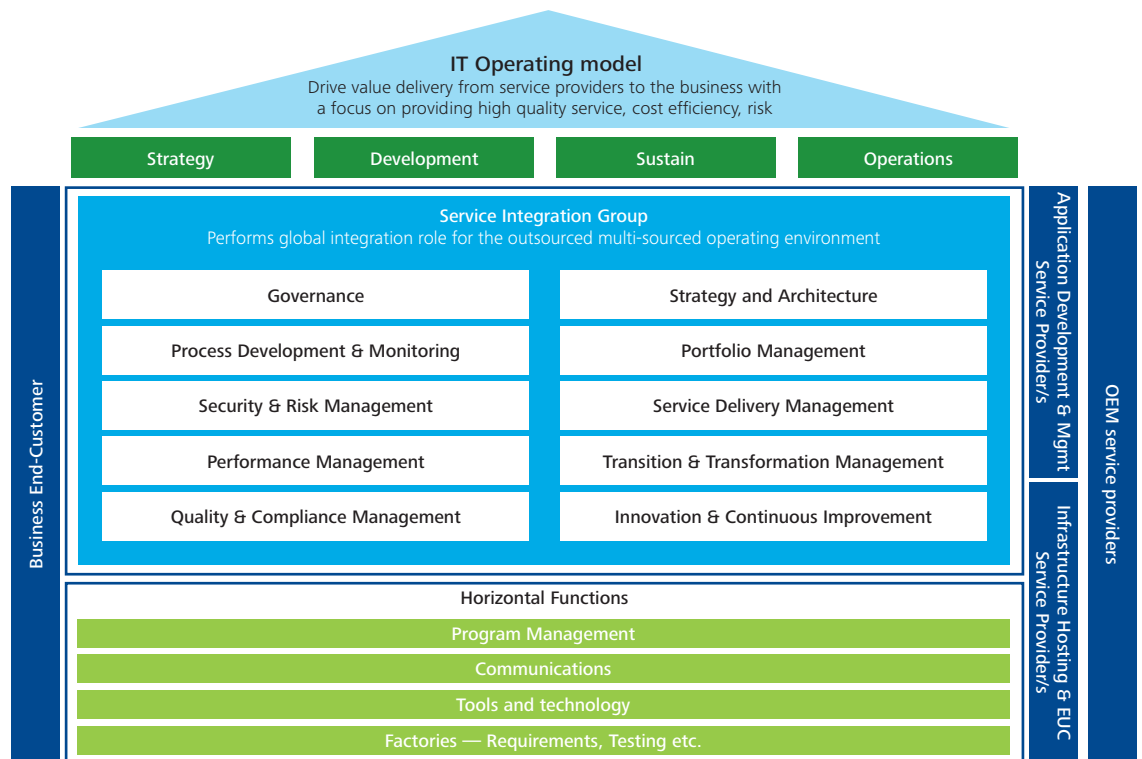 IT Operating model
Drive value delivery from service providers to the business with
a focus on providing high quality service, cost efficiency, risk
Strategy
Development
Sustain
Operations
Business End-Customer
Service Integration Group
Performs global integration role for the outsourced multi-sourced operating environment
Governance
Strategy and Architecture
Process Development & Monitoring
Portfolio Management
Security & Risk Management
Service Delivery Management
Performance Management
Transition & Transformation Management
Quality & Compliance Management
Innovation & Continuous Improvement
Horizontal Functions
Program Management
Communications
Tools and technology
Factories — Requirements, Testing etc.
Application Development & Mgmt
Service Provider/s
Infrastructure Hosting & EUC
Service Provider/s
OEM service providers